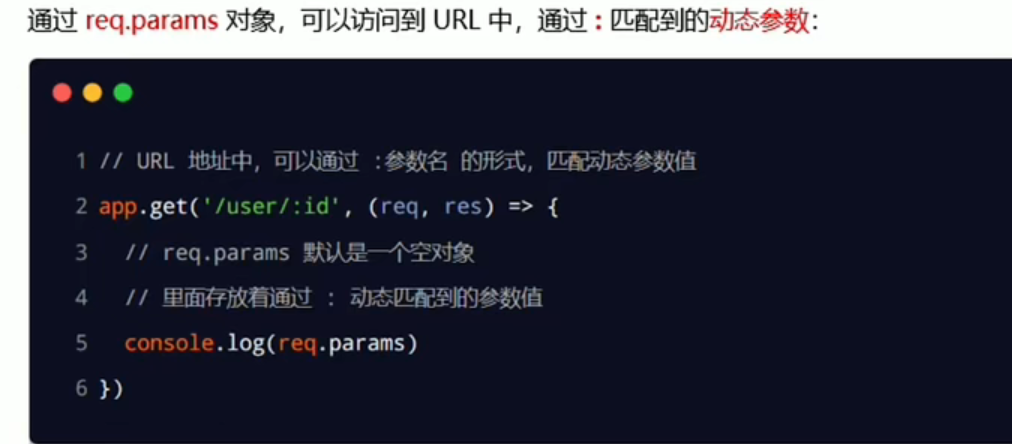 通过 req.params 对象，可以访问到 URL 中，通过 : 匹配到的动态参数：
1 // URL 地址中，可以通过 :参数名 的形式，匹配动态参数值
2 app.get('/user/:id', (req, res) => {
3   // req.params 默认是一个空对象
4   // 里面存放着通过 : 动态匹配到的参数值
5   console.log(req.params)
6 })